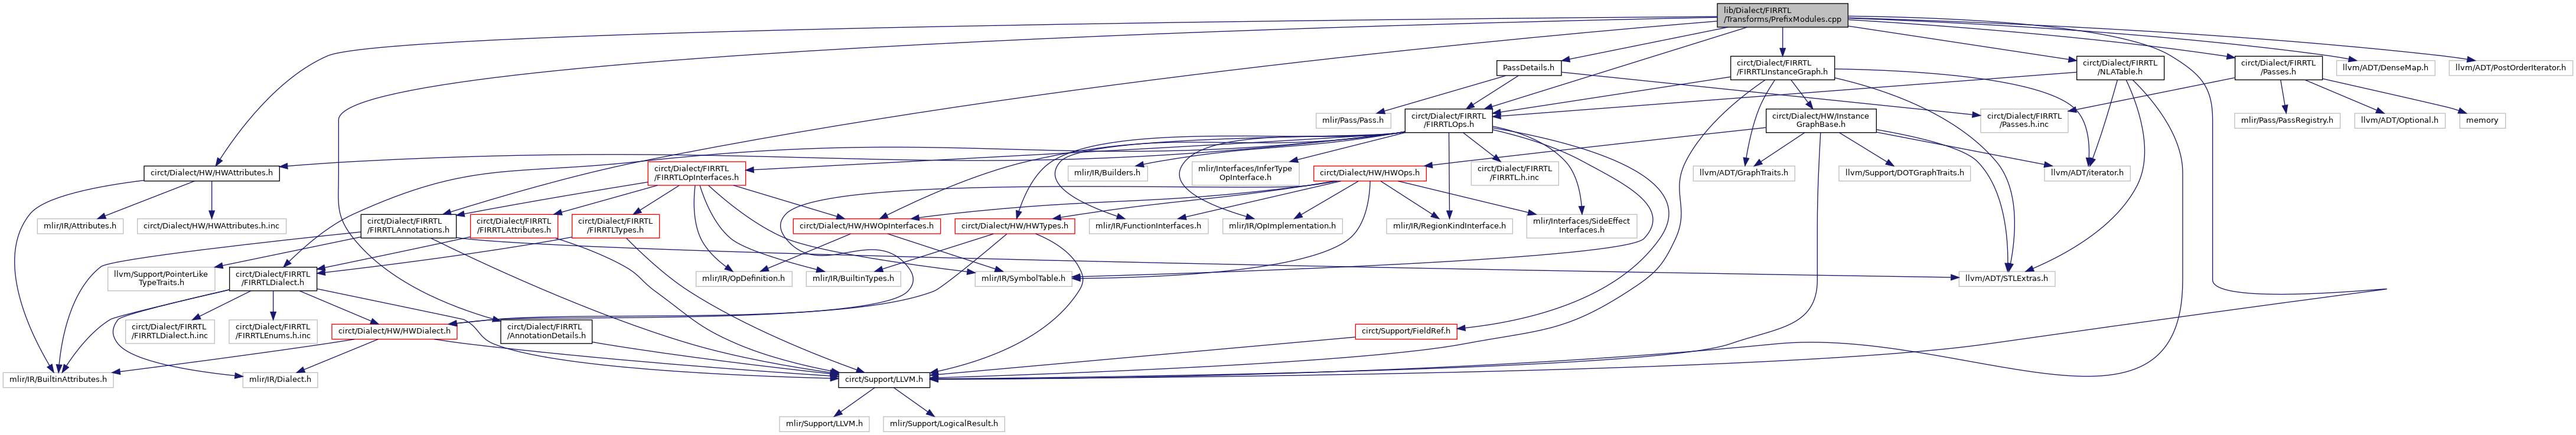 lib/Dialect/FIRRTL
/Transforms/PrefixModules.cpp
PassDetails.h
circt/Dialect/FIRRTL
/FIRRTLInstanceGraph.h
circt/Dialect/FIRRTL
/NLATable.h
circt/Dialect/FIRRTL
/Passes.h
llvm/ADT/DenseMap.h
llvm/ADT/PostOrderIterator.h
mlir/Pass/Pass.h
circt/Dialect/FIRRTL
/FIRRTLOps.h
circt/Dialect/HW/Instance
GraphBase.h
circt/Dialect/FIRRTL
/Passes.h.inc
mlir/Pass/PassRegistry.h
llvm/ADT/Optional.h
memory
circt/Dialect/HW/HWAttributes.h
circt/Dialect/FIRRTL
/FIRRTLOpInterfaces.h
mlir/IR/Builders.h
mlir/Interfaces/InferType
OpInterface.h
circt/Dialect/HW/HWOps.h
circt/Dialect/FIRRTL
/FIRRTL.h.inc
llvm/ADT/GraphTraits.h
llvm/Support/DOTGraphTraits.h
llvm/ADT/iterator.h
mlir/IR/Attributes.h
circt/Dialect/HW/HWAttributes.h.inc
circt/Dialect/FIRRTL
/FIRRTLAnnotations.h
circt/Dialect/FIRRTL
/FIRRTLAttributes.h
circt/Dialect/FIRRTL
/FIRRTLTypes.h
circt/Dialect/HW/HWOpInterfaces.h
circt/Dialect/HW/HWTypes.h
mlir/IR/FunctionInterfaces.h
mlir/IR/OpImplementation.h
mlir/IR/RegionKindInterface.h
mlir/Interfaces/SideEffect
Interfaces.h
llvm/Support/PointerLike
TypeTraits.h
circt/Dialect/FIRRTL
/FIRRTLDialect.h
mlir/IR/OpDefinition.h
mlir/IR/BuiltinTypes.h
mlir/IR/SymbolTable.h
llvm/ADT/STLExtras.h
circt/Dialect/FIRRTL
/FIRRTLDialect.h.inc
circt/Dialect/FIRRTL
/FIRRTLEnums.h.inc
circt/Dialect/HW/HWDialect.h
circt/Dialect/FIRRTL
/AnnotationDetails.h
circt/Support/FieldRef.h
mlir/IR/BuiltinAttributes.h
mlir/IR/Dialect.h
circt/Support/LLVM.h
mlir/Support/LLVM.h
mlir/Support/LogicalResult.h